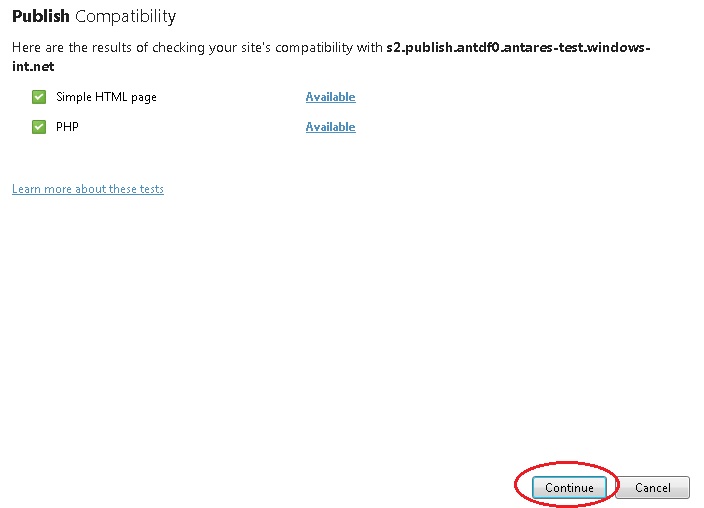 Publish Compatibility
Here are the results of checking your site's compatibility with s2.publish.antdf0.antares-test.windows-
int.net
Simple HTML page Available
PHP Available
Learn more about these tests
Continue Cancel